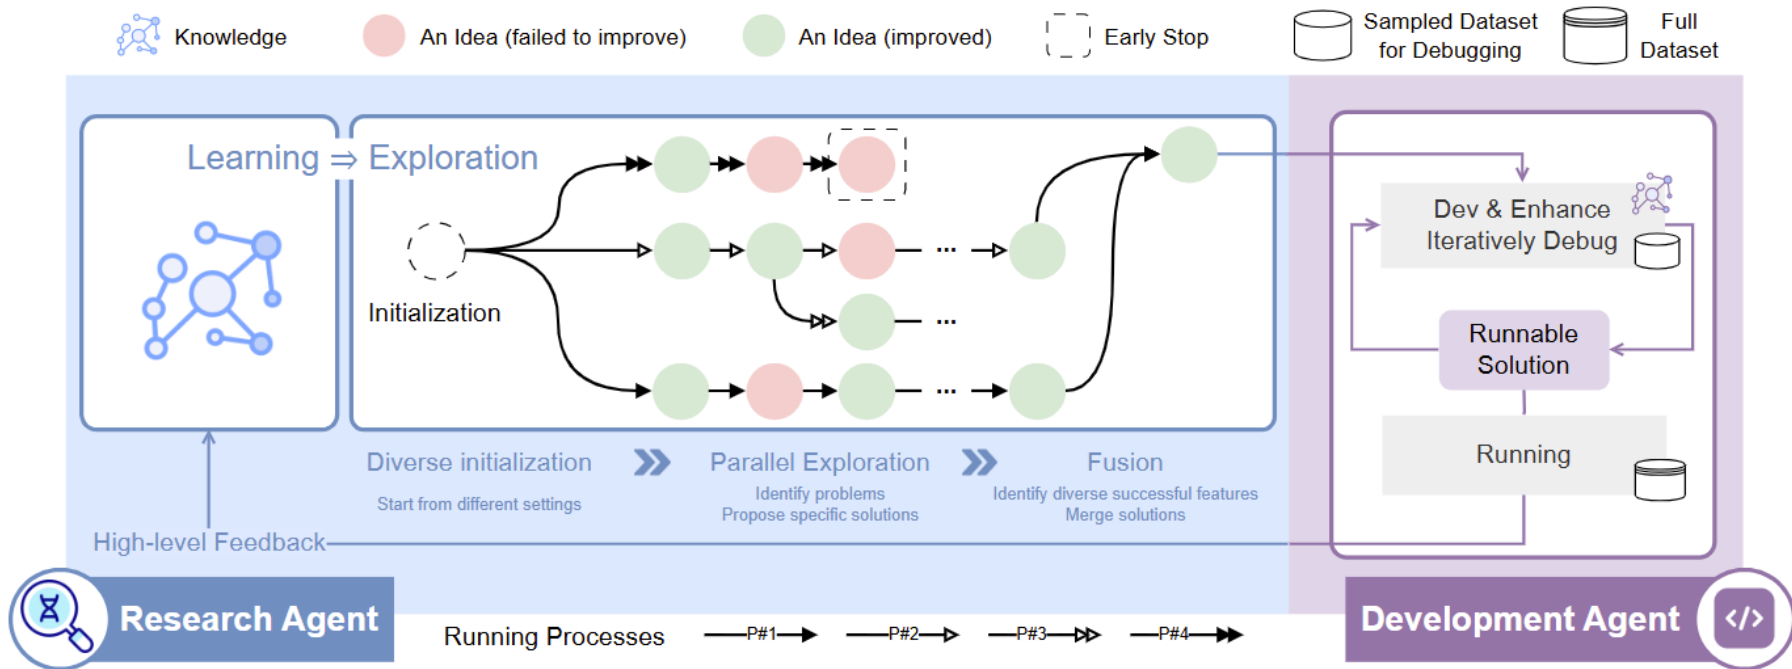 Knowledge
An Idea (failed to improve)
An Idea (improved)
Early Stop
Sampled Dataset
for Debugging
Full
Dataset
Learning ⇒ Exploration
Initialization
...
...
...
Diverse initialization
Start from different settings
Parallel Exploration
Identify problems
Propose specific solutions
Fusion
Identify diverse successful features
Merge solutions
High-level Feedback
Dev & Enhance
Iteratively Debug
Runnable
Solution
Running
Research Agent
Development Agent
</>
Running Processes
P#1
P#2
P#3
P#4